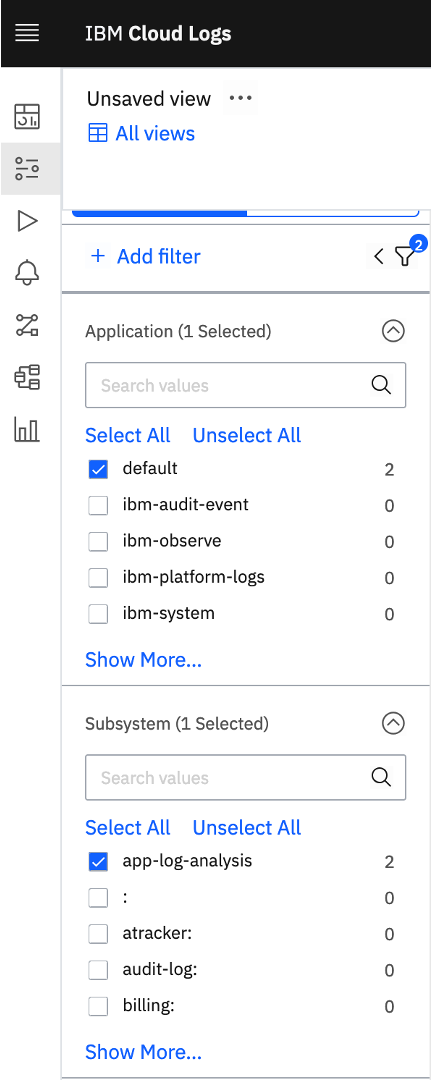 IBM Cloud Logs
Unsaved view ...
All views
+ Add filter
2
Application (1 Selected)
Search values
Select All Unselect All
default 2
ibm-audit-event 0
ibm-observe 0
ibm-platform-logs 0
ibm-system 0
Show More...
Subsystem (1 Selected)
Search values
Select All Unselect All
app-log-analysis 2
: 0
atracker: 0
audit-log: 0
billing: 0
Show More...